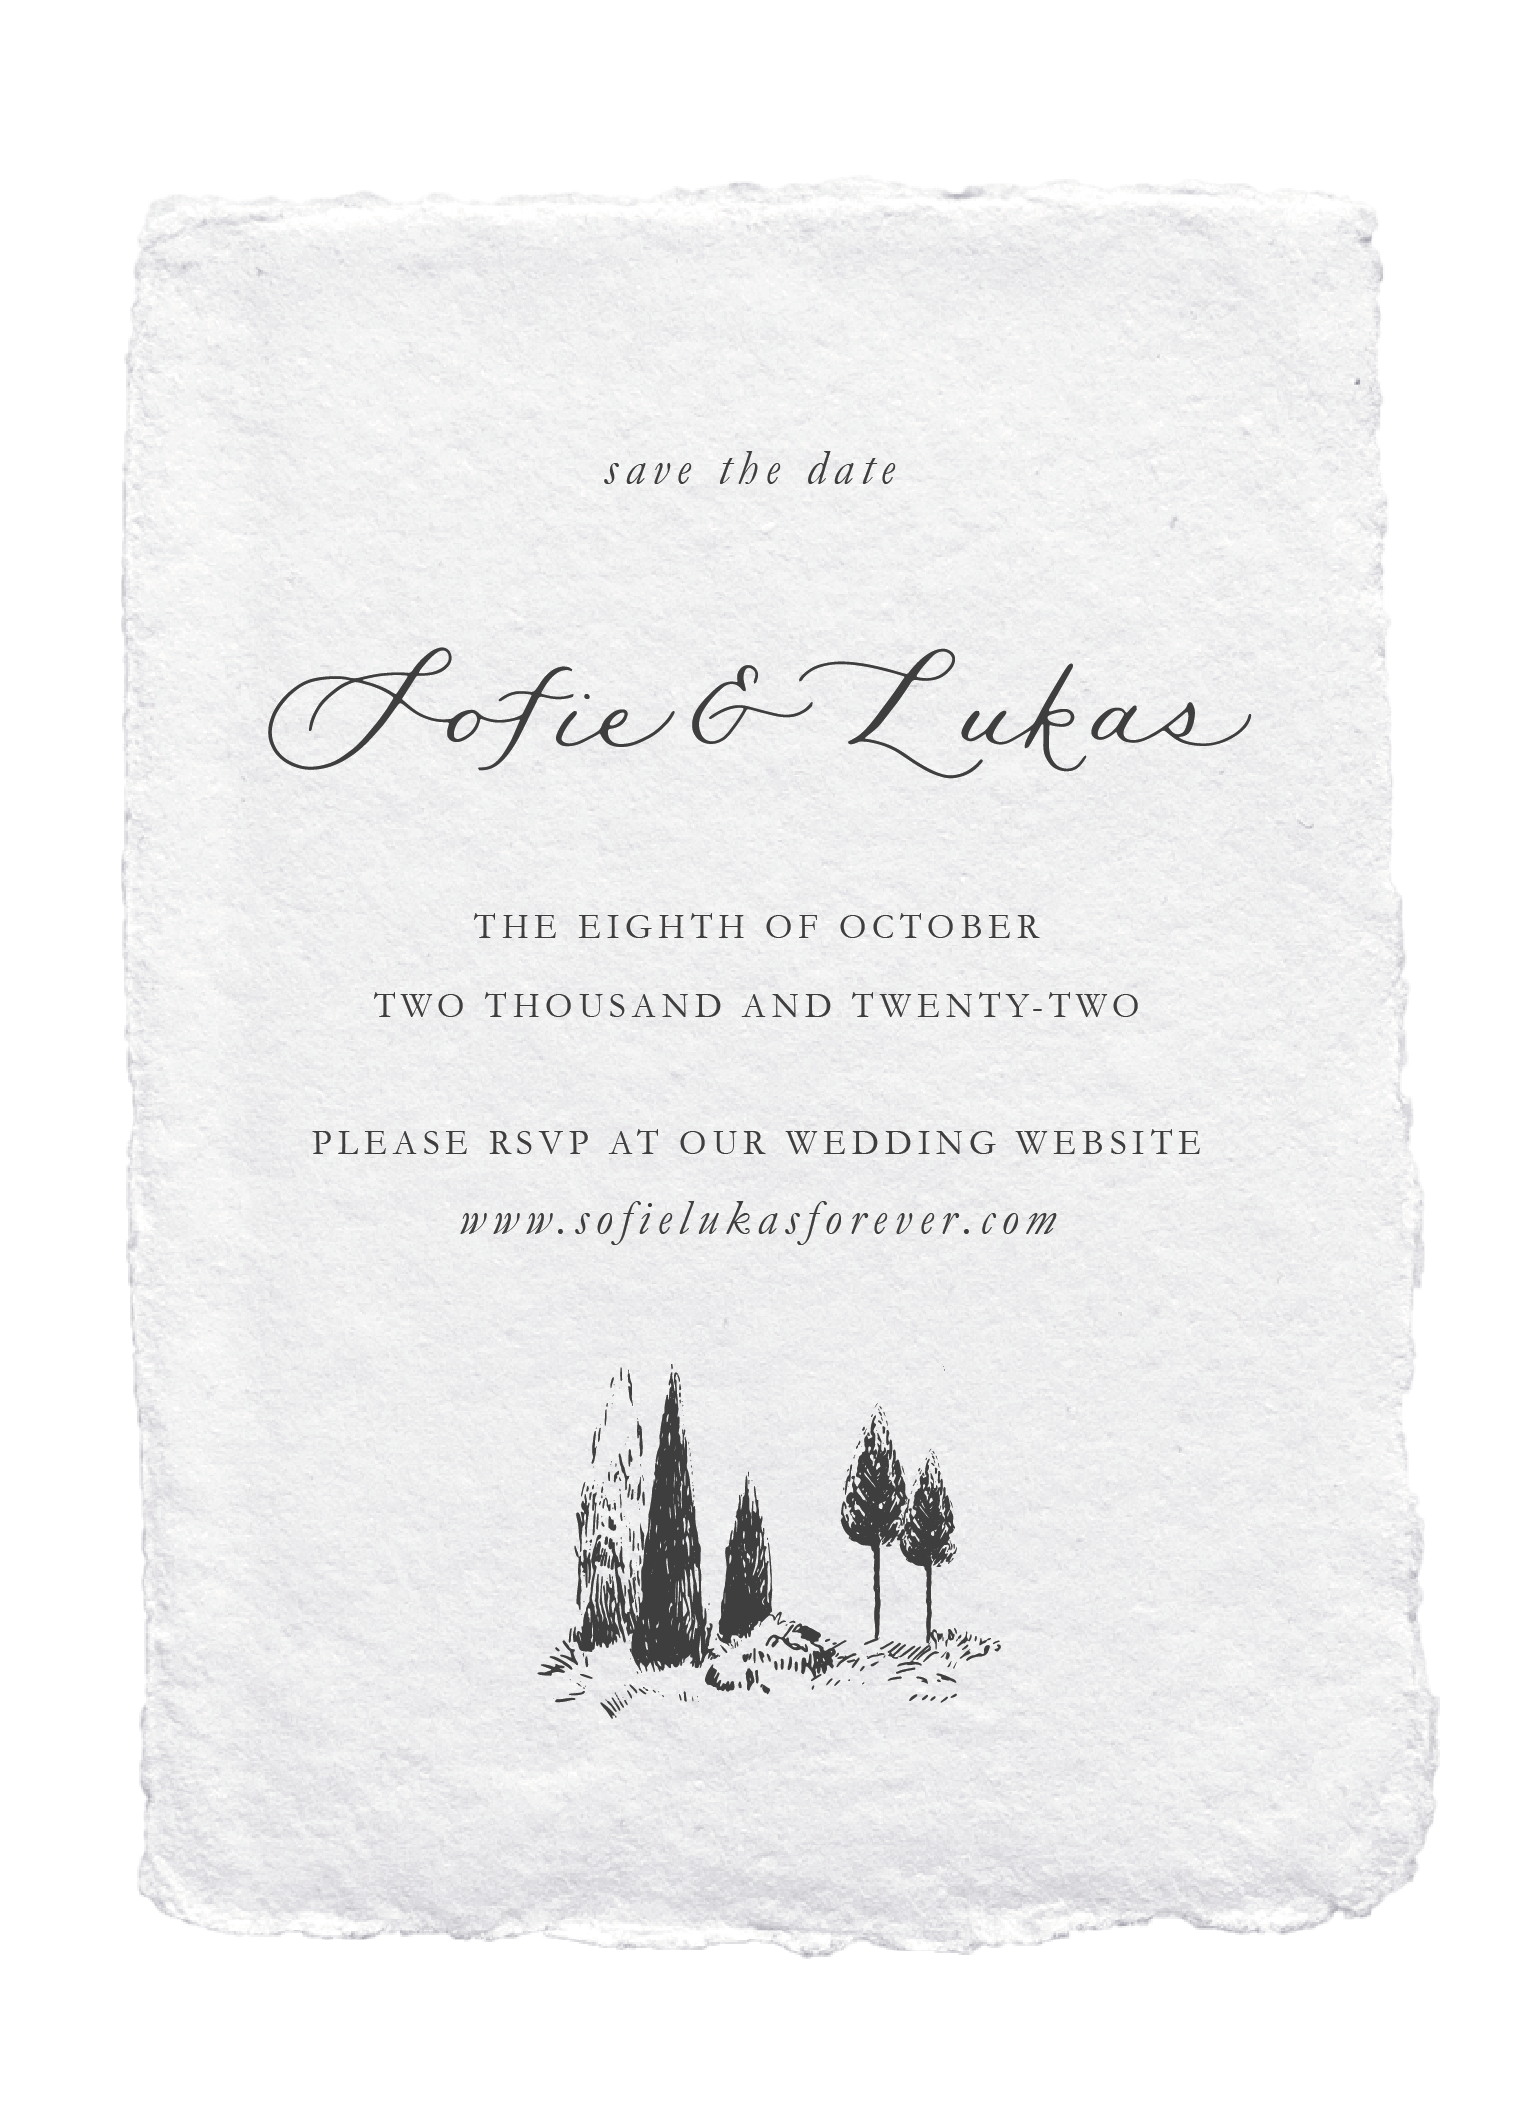 save the date
Sofie & Lukas
THE EIGHTH OF OCTOBER
TWO THOUSAND AND TWENTY-TWO
PLEASE RSVP AT OUR WEDDING WEBSITE
www.sofielukasforever.com